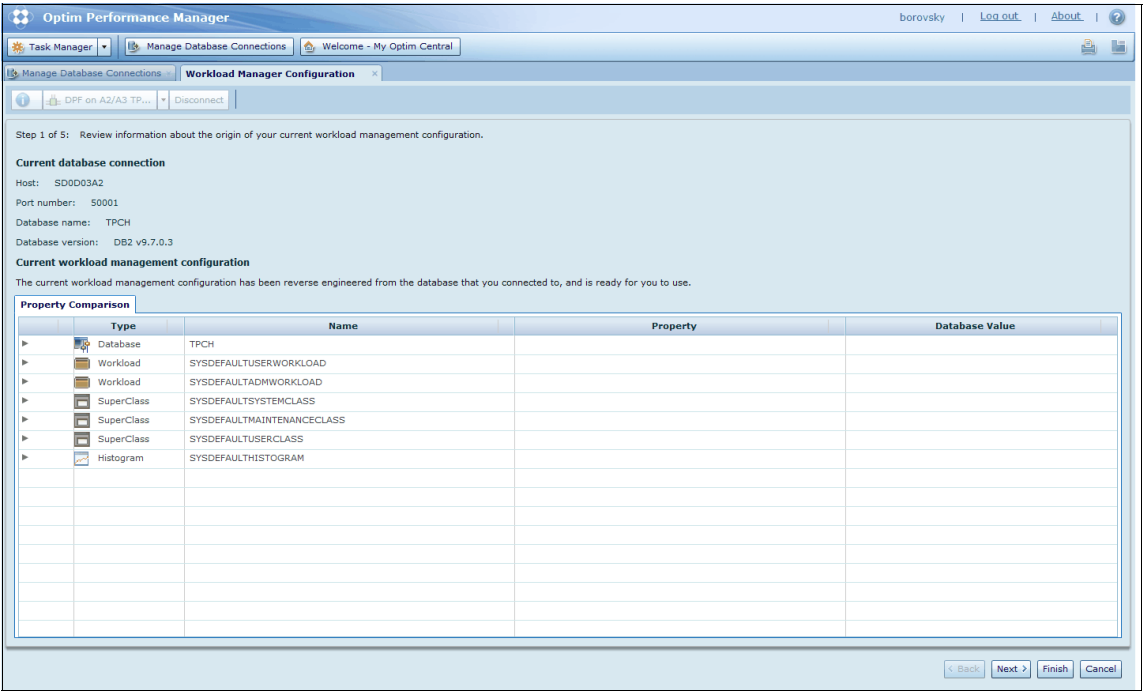 Optim Performance Manager borovsky | Log out | About | ?
Task Manager Manage Database Connections Welcome - My Optim Central
Manage Database Connections × Workload Manager Configuration ×
DPF on A2/A3 TP... Disconnect
Step 1 of 5: Review information about the origin of your current workload management configuration.
Current database connection
Host: SD0D03A2
Port number: 50001
Database name: TPCH
Database version: DB2 v9.7.0.3
Current workload management configuration
The current workload management configuration has been reverse engineered from the database that you connected to, and is ready for you to use.
Property Comparison
Type Name Property Database Value
Database TPCH
Workload SYSDEFAULTUSERWORKLOAD
Workload SYSDEFAULTADMWORKLOAD
SuperClass SYSDEFAULTSYSTEMCLASS
SuperClass SYSDEFAULTMAINTENANCECLASS
SuperClass SYSDEFAULTUSERCLASS
Histogram SYSDEFAULTHISTOGRAM
< Back Next > Finish Cancel